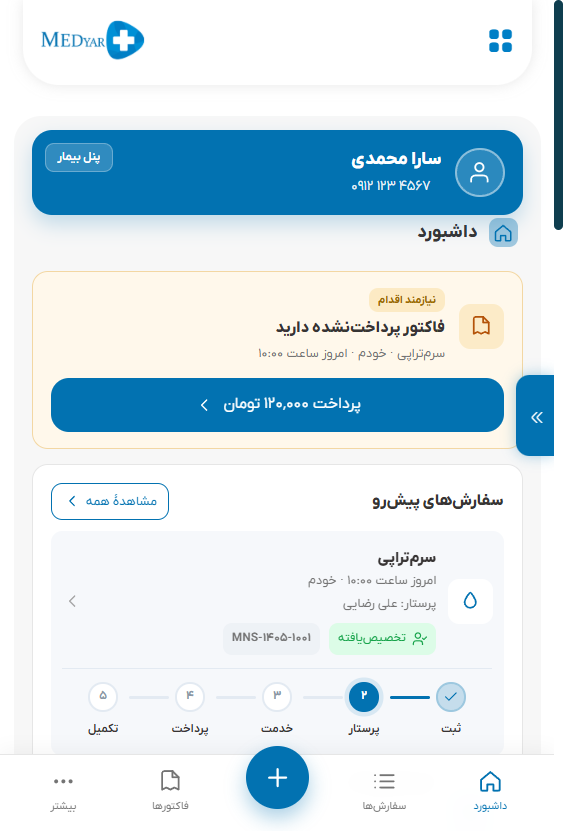 MEDYAR
سارا محمدی
پنل بیمار
۰۹۱۲ ۱۲۳ ۴۵۶۷
داشبورد
نیازمند اقدام
فاکتور پرداخت‌نشده دارید
سرم‌تراپی · خودم · امروز ساعت ۱۰:۰۰
پرداخت ۱۲۰,۰۰۰ تومان
سفارش‌های پیش‌رو
مشاهدهٔ همه
سرم‌تراپی
امروز ساعت ۱۰:۰۰ · خودم
پرستار: علی رضایی
تخصیص‌یافته
MNS-۱۴۰۵-۱۰۰۱
۲ ۳ ۴ ۵
ثبت پرستار خدمت پرداخت تکمیل
داشبورد سفارش‌ها فاکتورها بیشتر